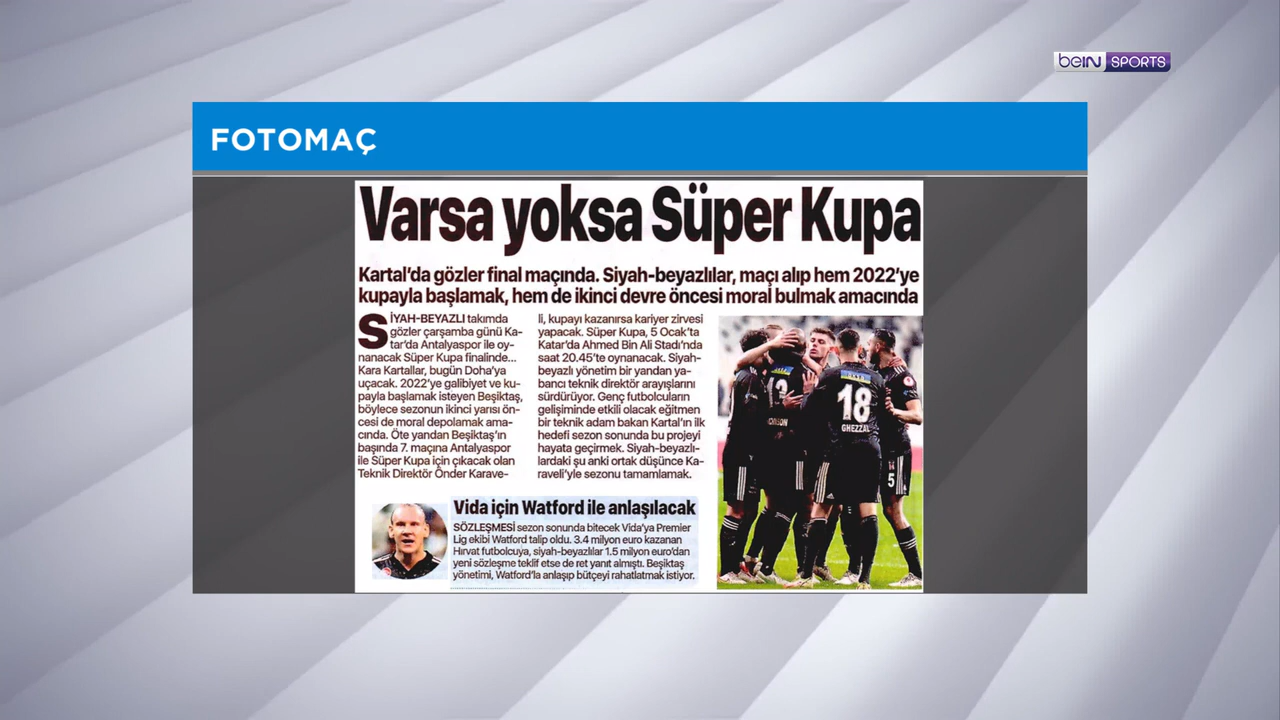 beIN SPORTS
FOTOMAÇ
Varsa yoksa Süper Kupa
Kartal’da gözler final maçında. Siyah-beyazlılar, maçı alıp hem 2022’ye
kupayla başlamak, hem de ikinci devre öncesi moral bulmak amacında
SİYAH-BEYAZLI takımda
gözler çarşamba günü Ka-
tar’da Antalyaspor ile oy-
nanacak Süper Kupa finalinde...
Kara Kartallar, bugün Doha’ya
uçacak. 2022’ye galibiyet ve ku-
payla başlamak isteyen Beşiktaş,
böylece sezonun ikinci yarısı ön-
cesi de moral depolamak ama-
cında. Öte yandan Beşiktaş’ın
başında 7. maçına Antalyaspor
ile Süper Kupa için çıkacak olan
Teknik Direktör Önder Karave-
li, kupayı kazanırsa kariyer zirvesi
yapacak. Süper Kupa, 5 Ocak’ta
Katar’da Ahmed Bin Ali Stadı’nda
saat 20.45’te oynanacak. Siyah-
beyazlı yönetim bir yandan ya-
bancı teknik direktör arayışlarını
sürdürüyor. Genç futbolcuların
gelişiminde etkili olacak eğitmen
bir teknik adam bakan Kartal’ın ilk
hedefi sezon sonunda bu projeyi
hayata geçirmek. Siyah-beyazlı-
lardaki şu anki ortak düşünce Ka-
raveli’yle sezonu tamamlamak.
13
18
GHEZZAL
5
Vida için Watford ile anlaşılacak
SÖZLEŞMESİ sezon sonunda bitecek Vida’ya Premier
Lig ekibi Watford talip oldu. 3.4 milyon euro kazanan
Hırvat futbolcuya, siyah-beyazlılar 1.5 milyon euro’dan
yeni sözleşme teklif etse de ret yanıt almıştı. Beşiktaş
yönetimi, Watford’la anlaşıp bütçeyi rahatlatmak istiyor.